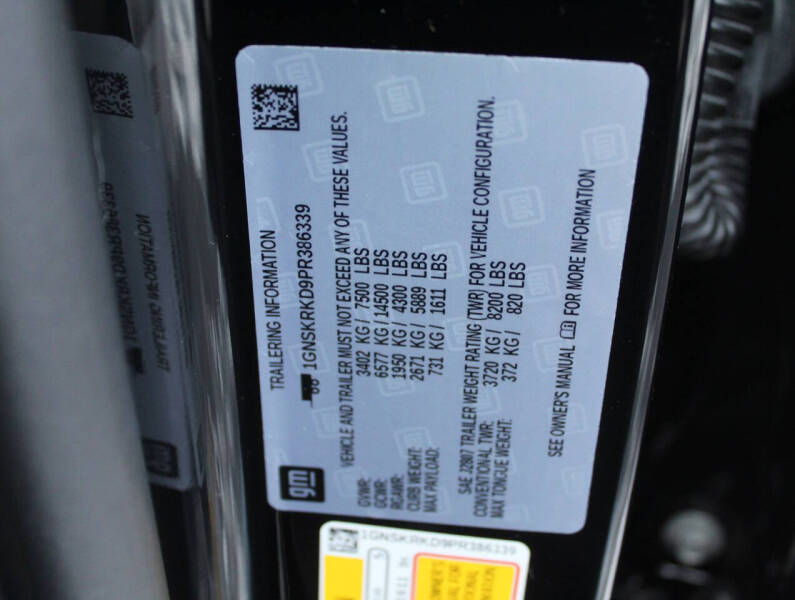 TRAILERING INFORMATION
1GNSKRKD9PR386339
VEHICLE AND TRAILER MUST NOT EXCEED ANY OF THESE VALUES.
GVWR: 3402 KG / 7500 LBS
GCWR: 6577 KG / 14500 LBS
RGAWR: 1950 KG / 4300 LBS
CURB WEIGHT: 2671 KG / 5889 LBS
MAX PAYLOAD: 731 KG / 1611 LBS
SAE J2807 TRAILER WEIGHT RATING (TWR) FOR VEHICLE CONFIGURATION.
CONVENTIONAL TWR: 3720 KG / 8200 LBS
MAX TONGUE WEIGHT: 372 KG / 820 LBS
SEE OWNER'S MANUAL FOR MORE INFORMATION
gm
1GNSKRKD9PR386339